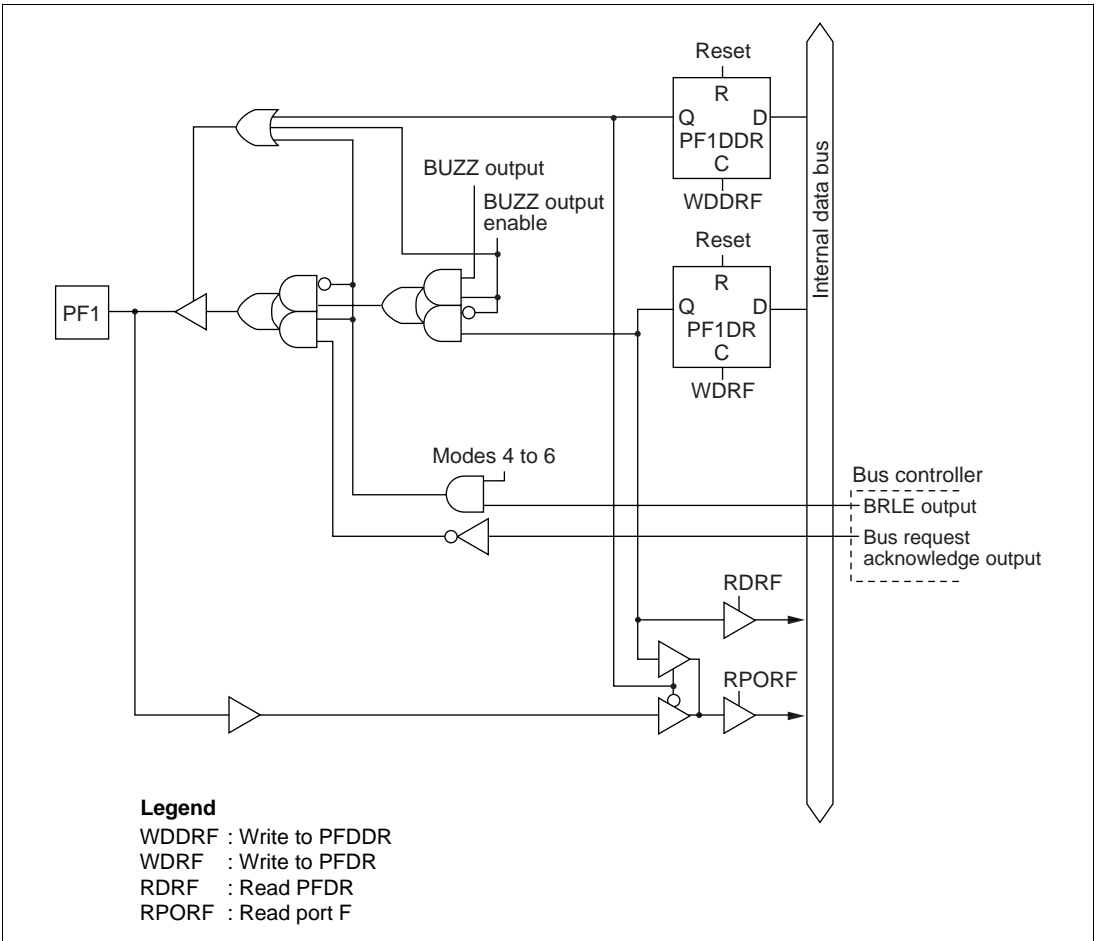 Reset
R
Q D
PF1DDR
C
WDDRF
BUZZ output
BUZZ output
enable
Internal data bus
Reset
R
Q D
PF1DR
C
WDRF
PF1
Modes 4 to 6
Bus controller
BRLE output
Bus request
acknowledge output
RDRF
RPORF
Legend
WDDRF : Write to PFDDR
WDRF : Write to PFDR
RDRF : Read PFDR
RPORF : Read port F